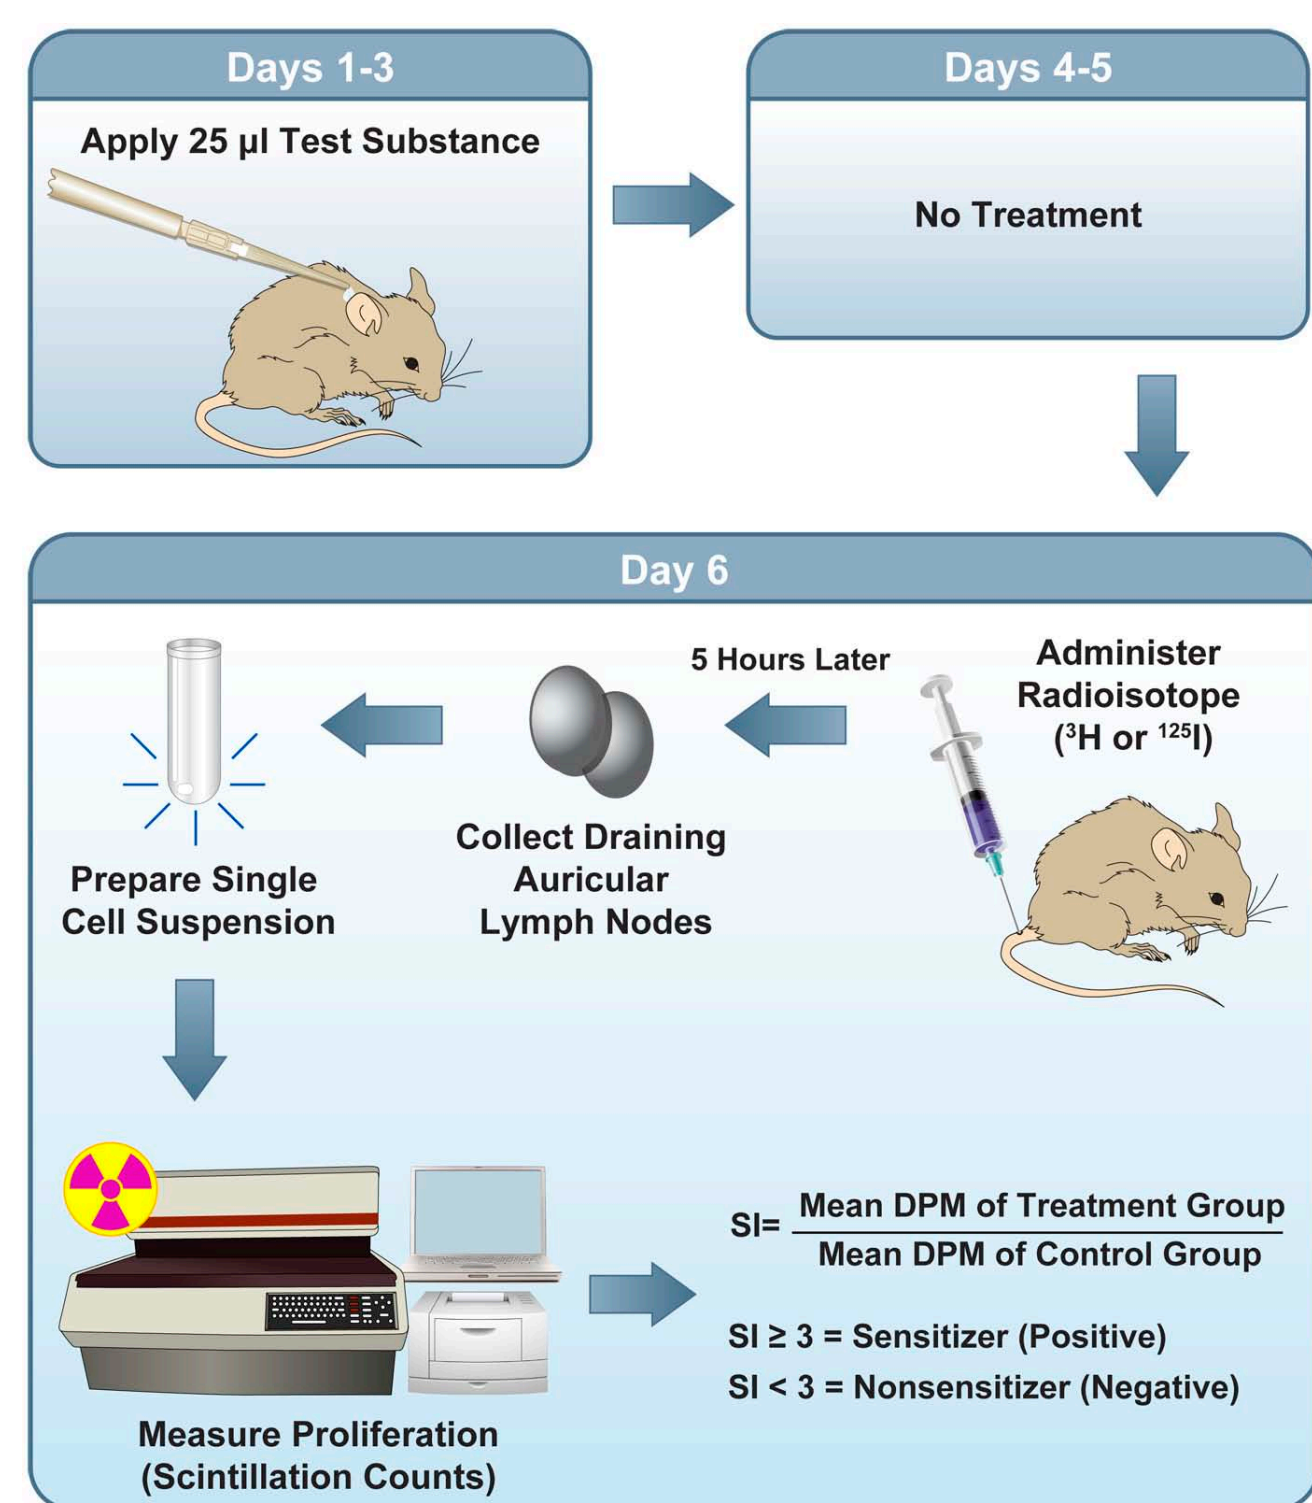 Days 1-3
Apply 25 µl Test Substance
Days 4-5
No Treatment
Day 6
Administer
Radioisotope
(³H or ¹²⁵I)
5 Hours Later
Collect Draining
Auricular
Lymph Nodes
Prepare Single
Cell Suspension
Measure Proliferation
(Scintillation Counts)
SI= Mean DPM of Treatment Group
Mean DPM of Control Group
SI ≥ 3 = Sensitizer (Positive)
SI < 3 = Nonsensitizer (Negative)